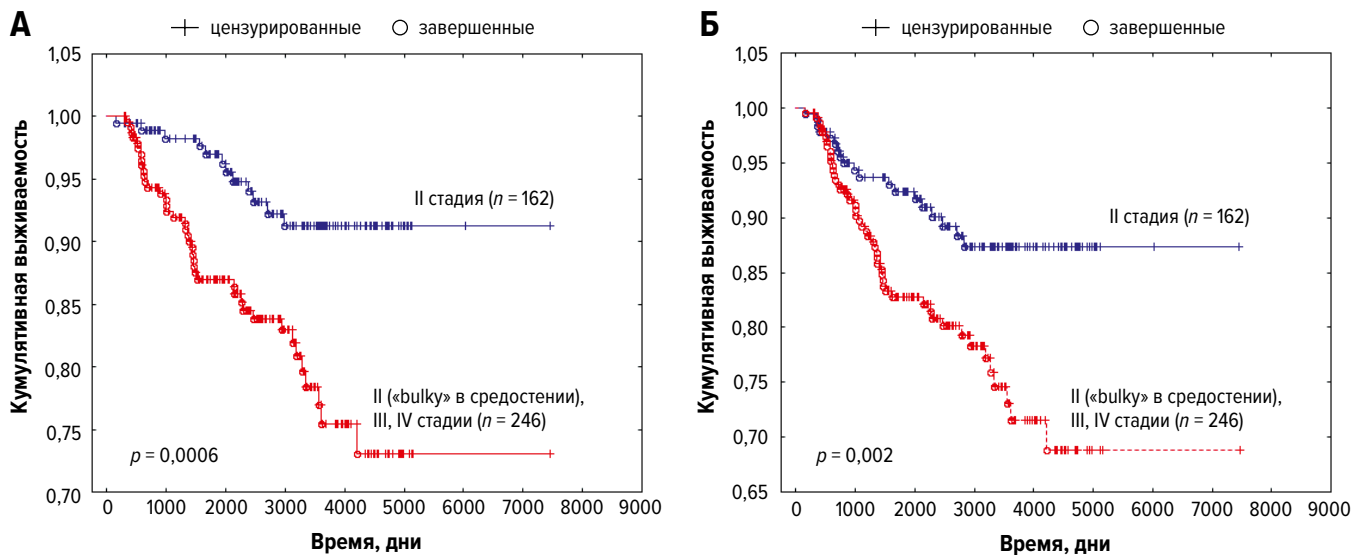 А
цензурированные завершенные
1,05
1,00
0,95
0,90
0,85
0,80
0,75
0,70
Кумулятивная выживаемость
II стадия (n = 162)
II («bulky» в средостении),
III, IV стадии (n = 246)
p = 0,0006
0 1000 2000 3000 4000 5000 6000 7000 8000 9000
Время, дни
Б
цензурированные завершенные
1,05
1,00
0,95
0,90
0,85
0,80
0,75
0,70
0,65
Кумулятивная выживаемость
II стадия (n = 162)
II («bulky» в средостении),
III, IV стадии (n = 246)
p = 0,002
0 1000 2000 3000 4000 5000 6000 7000 8000 9000
Время, дни